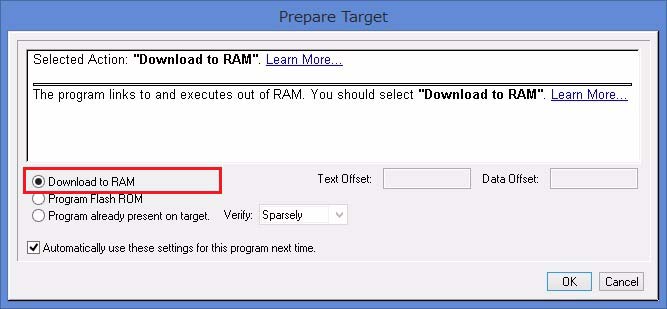 Prepare Target
Selected Action: "Download to RAM". Learn More...
The program links to and executes out of RAM. You should select "Download to RAM". Learn More...
Download to RAM
Text Offset:
Data Offset:
Program Flash ROM
Program already present on target.
Verify:
Sparsely
Automatically use these settings for this program next time.
OK
Cancel